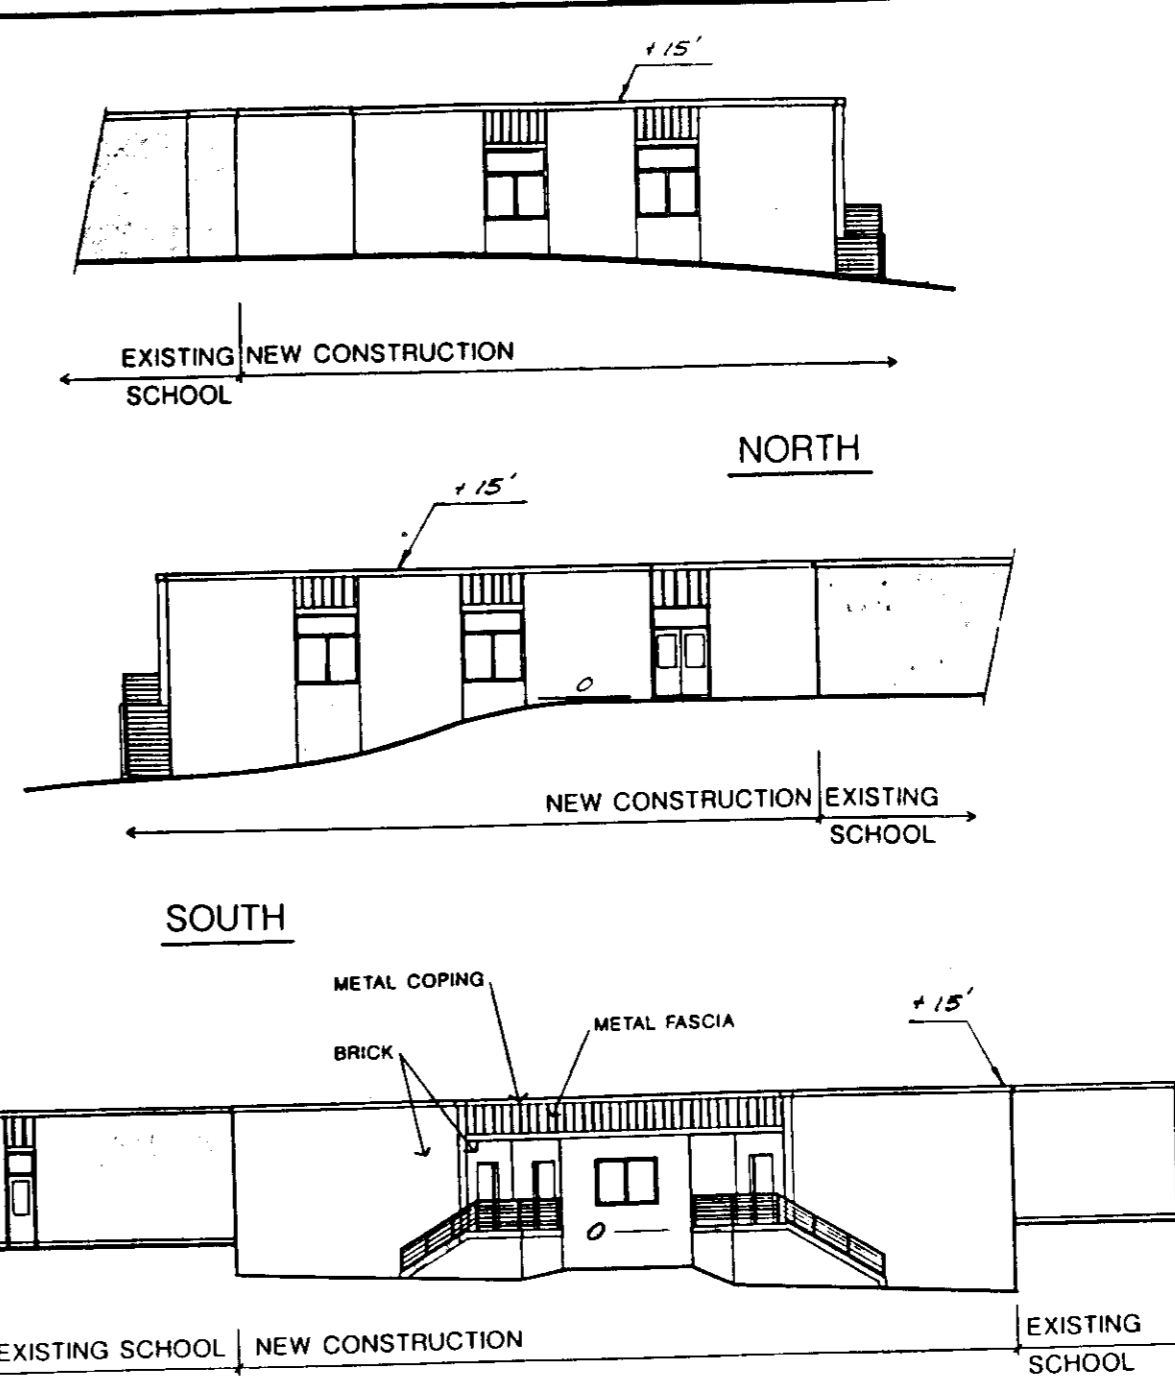 +15'
EXISTING NEW CONSTRUCTION
SCHOOL
NORTH
+15'
0
NEW CONSTRUCTION EXISTING
SCHOOL
SOUTH
METAL COPING
+15'
METAL FASCIA
BRICK
0
EXISTING SCHOOL NEW CONSTRUCTION EXISTING
SCHOOL